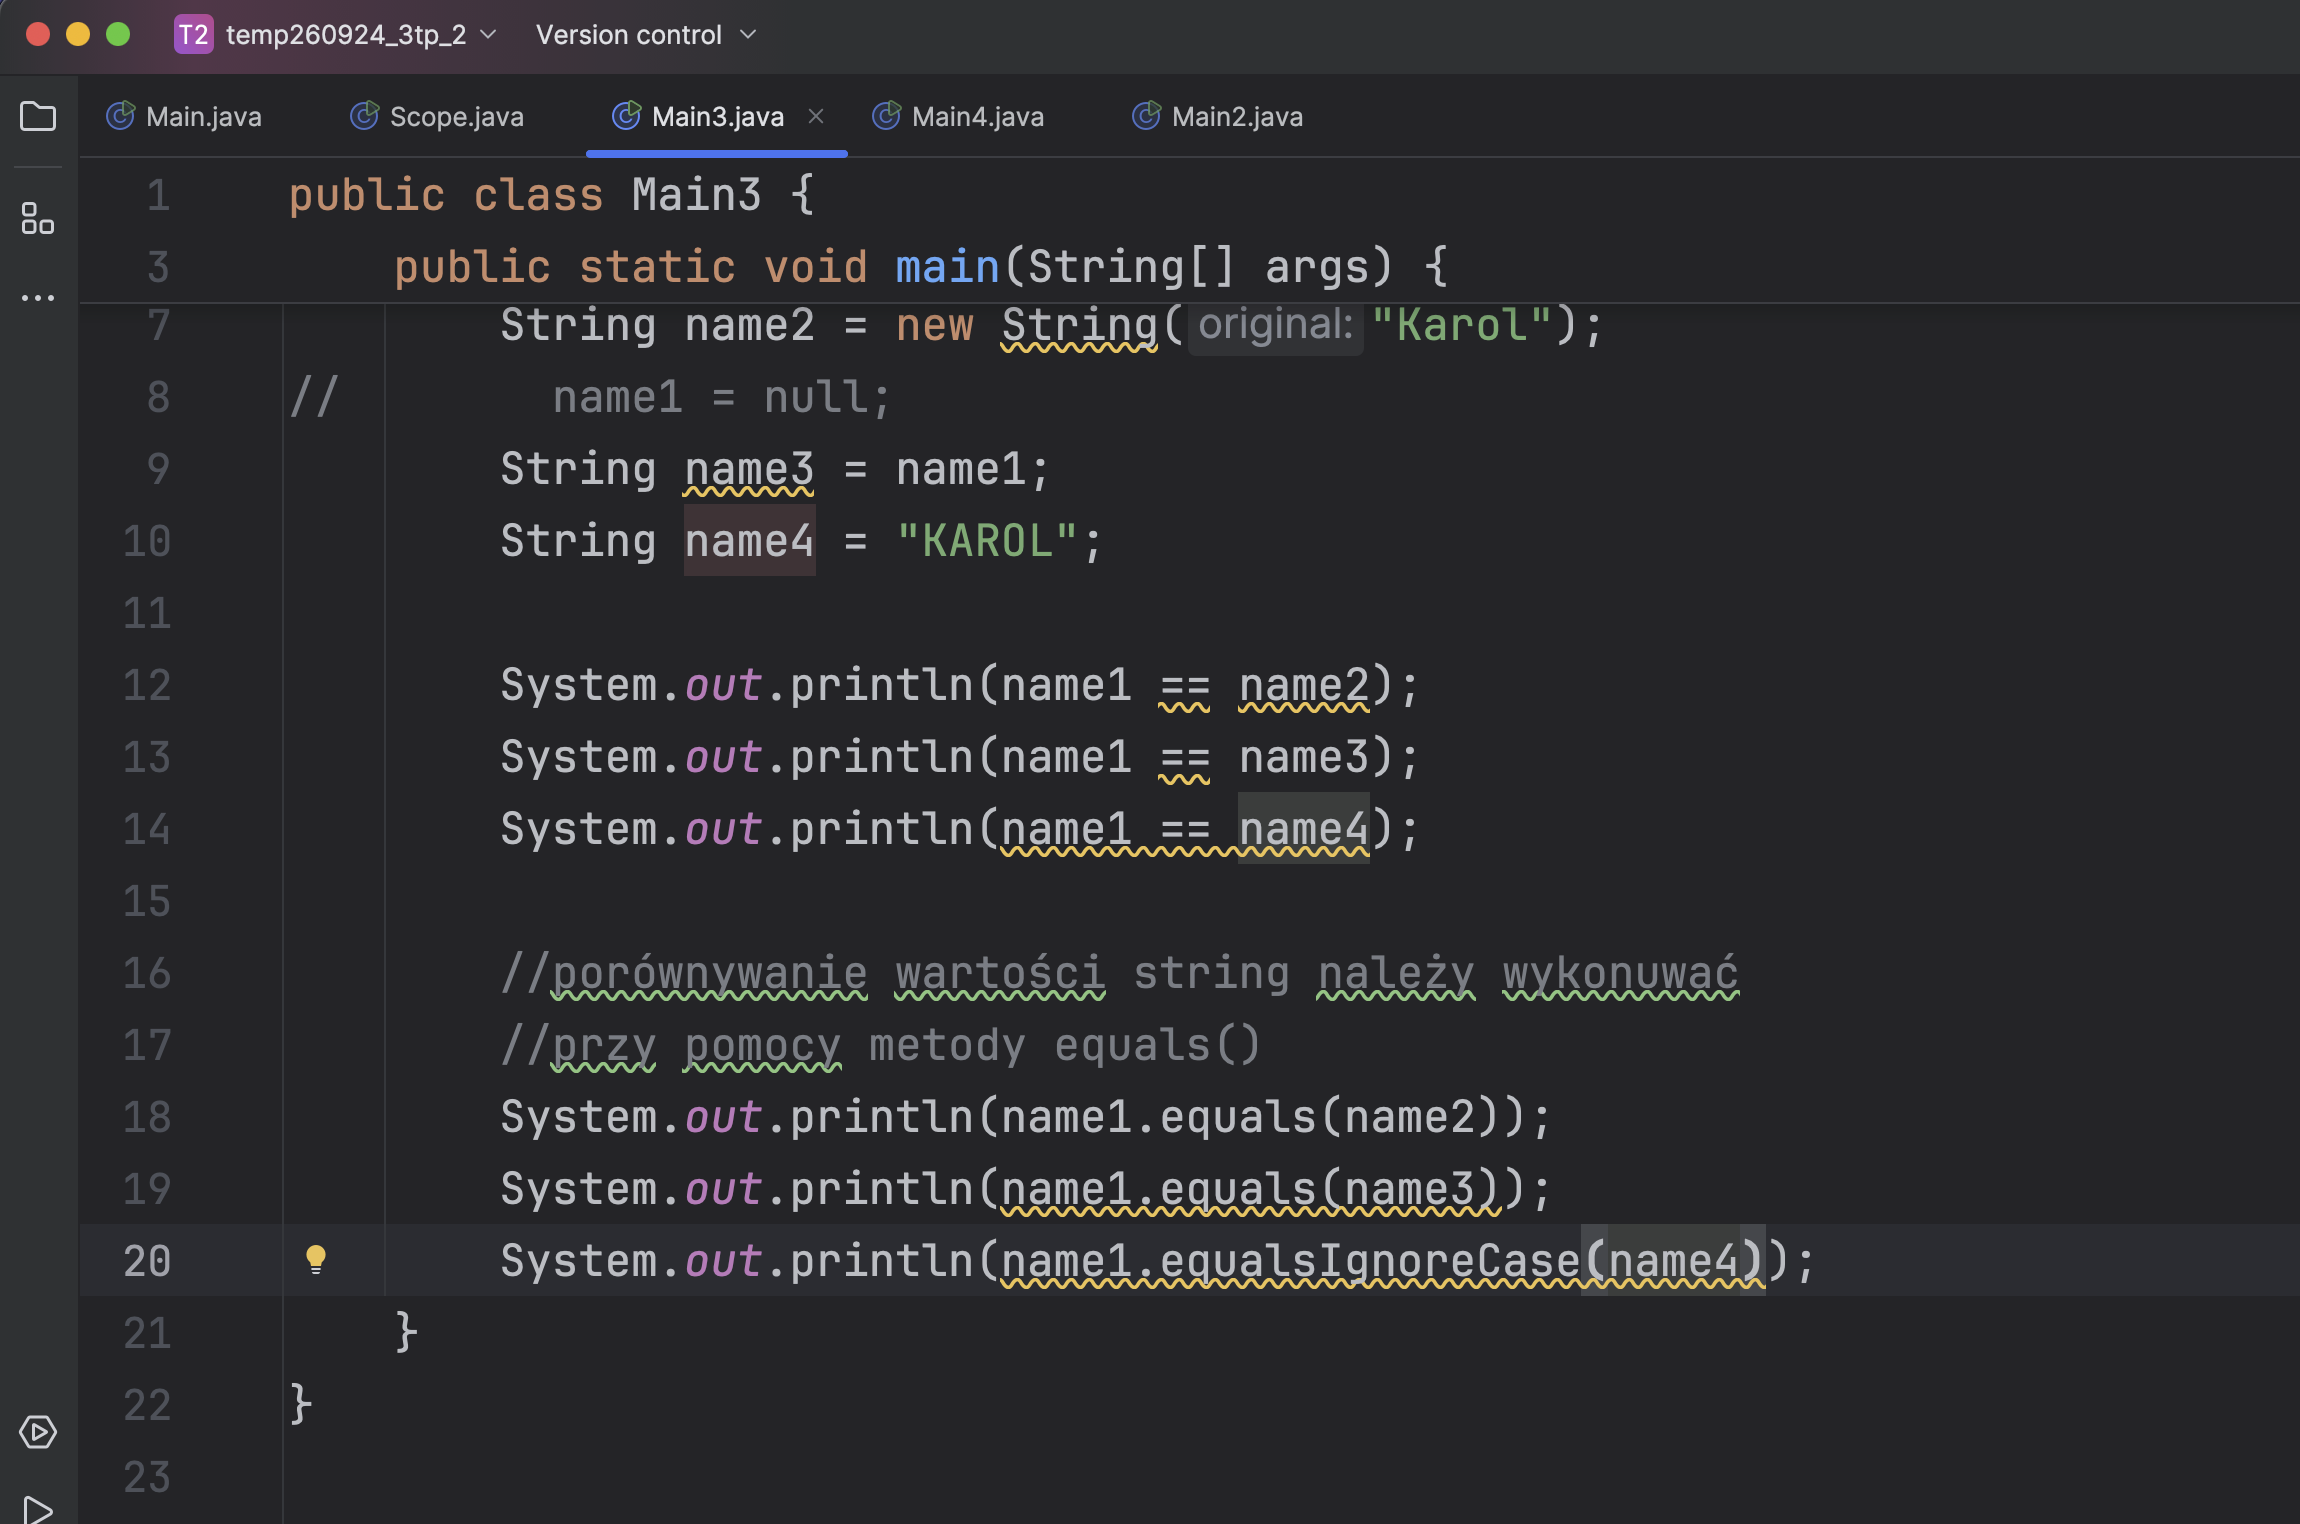 T2 temp260924_3tp_2 Version control
Main.java Scope.java Main3.java Main4.java Main2.java
1 public class Main3 {
3 public static void main(String[] args) {
7 String name2 = new String( original: "Karol");
8 // name1 = null;
9 String name3 = name1;
10 String name4 = "KAROL";
11
12 System.out.println(name1 == name2);
13 System.out.println(name1 == name3);
14 System.out.println(name1 == name4);
15
16 //porównywanie wartości string należy wykonuwać
17 //przy pomocy metody equals()
18 System.out.println(name1.equals(name2));
19 System.out.println(name1.equals(name3));
20 System.out.println(name1.equalsIgnoreCase(name4));
21 }
22 }
23